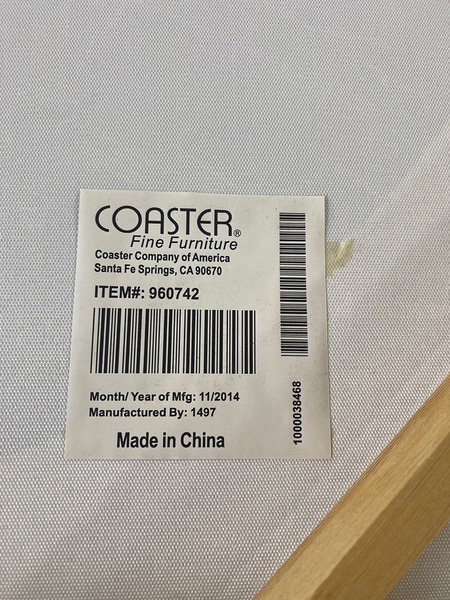 COASTER®
Fine Furniture
Coaster Company of America
Santa Fe Springs, CA 90670
ITEM#: 960742
Month/ Year of Mfg: 11/2014
Manufactured By: 1497
Made in China
1000038468